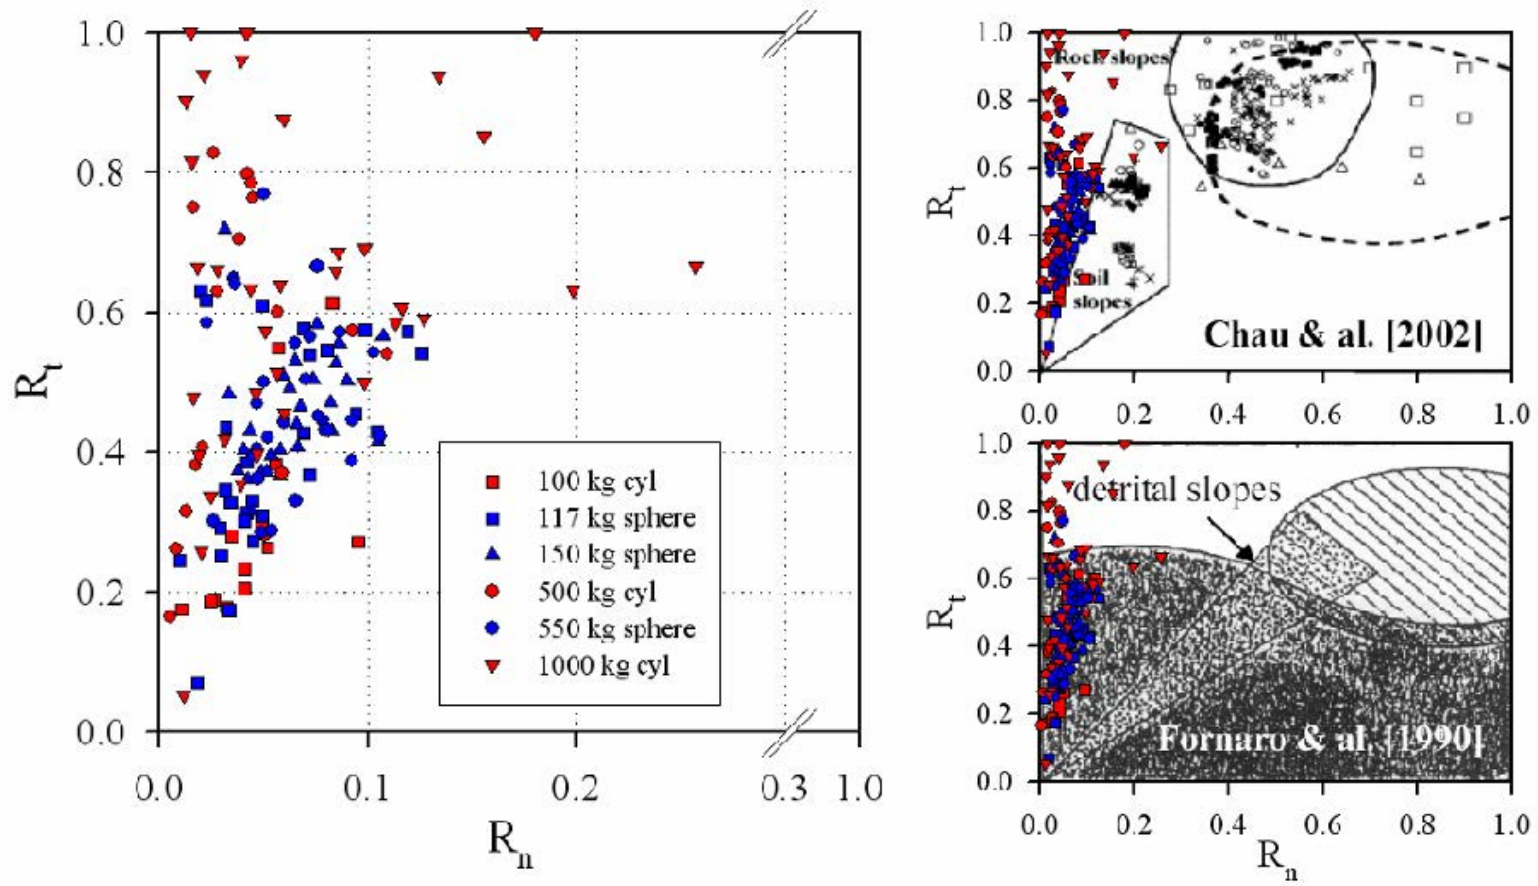 1.0
0.8
0.6
0.4
0.2
0.0
R_t
0.0 0.1 0.2 0.3 1.0
R_n
100 kg cyl
117 kg sphere
150 kg sphere
500 kg cyl
550 kg sphere
1000 kg cyl
1.0
0.8
0.6
0.4
0.2
0.0
R_t
Rock slopes
Soil
slopes
Chau & al. [2002]
0.0 0.2 0.4 0.6 0.8 1.0
1.0
0.8
0.6
0.4
0.2
0.0
R_t
detrital slopes
Fornaro & al. [1990]
0.0 0.2 0.4 0.6 0.8 1.0
R_n